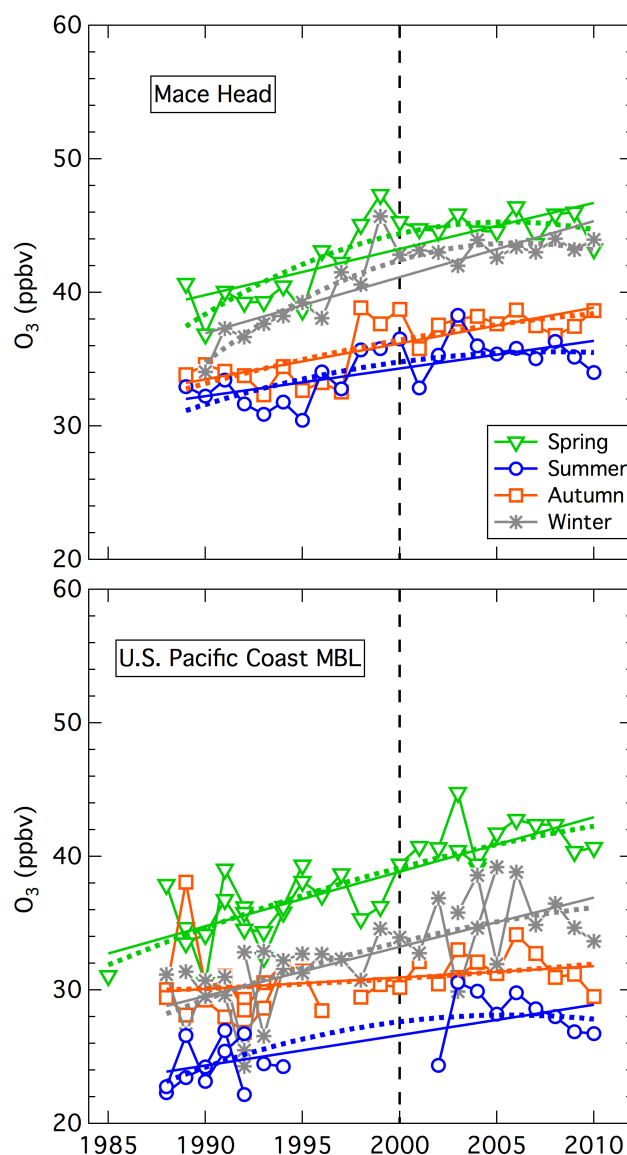 60
Mace Head
50
O3 (ppbv)
40
30
Spring
Summer
Autumn
Winter
20
60
U.S. Pacific Coast MBL
50
O3 (ppbv)
40
30
20
1985 1990 1995 2000 2005 2010